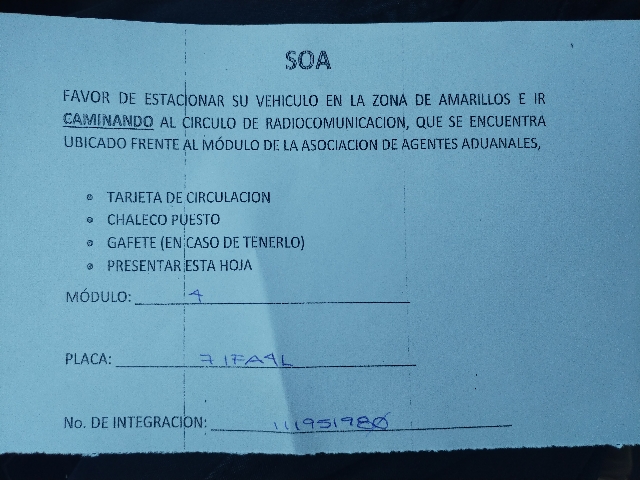 SOA
FAVOR DE ESTACIONAR SU VEHICULO EN LA ZONA DE AMARILLOS E IR
CAMINANDO AL CIRCULO DE RADIOCOMUNICACION, QUE SE ENCUENTRA
UBICADO FRENTE AL MÓDULO DE LA ASOCIACION DE AGENTES ADUANALES,
• TARJETA DE CIRCULACION
• CHALECO PUESTO
• GAFETE (EN CASO DE TENERLO)
• PRESENTAR ESTA HOJA
MÓDULO: 4
PLACA: 71FA4L
No. DE INTEGRACION: 111951980